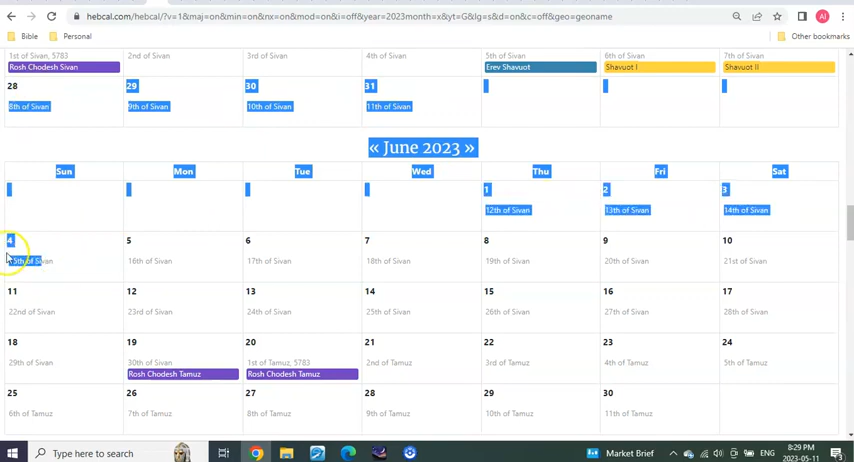 hebcal.com/hebcal/?v=1&maj=on&min=on&nx=on&mod=on&i=off&year=2023month=x&yt=G&lg=s&d=on&c=off&geo=geoname
AI
Bible Personal Other bookmarks
1st of Sivan, 5783 2nd of Sivan 3rd of Sivan 4th of Sivan 5th of Sivan 6th of Sivan 7th of Sivan
Rosh Chodesh Sivan Erev Shavuot Shavuot I Shavuot II
28 29 30 31
8th of Sivan 9th of Sivan 10th of Sivan 11th of Sivan
« June 2023 »
Sun Mon Tue Wed Thu Fri Sat
1 2 3
12th of Sivan 13th of Sivan 14th of Sivan
4 5 6 7 8 9 10
15th of Sivan 16th of Sivan 17th of Sivan 18th of Sivan 19th of Sivan 20th of Sivan 21st of Sivan
11 12 13 14 15 16 17
22nd of Sivan 23rd of Sivan 24th of Sivan 25th of Sivan 26th of Sivan 27th of Sivan 28th of Sivan
18 19 20 21 22 23 24
29th of Sivan 30th of Sivan 1st of Tamuz, 5783 2nd of Tamuz 3rd of Tamuz 4th of Tamuz 5th of Tamuz
Rosh Chodesh Tamuz Rosh Chodesh Tamuz
25 26 27 28 29 30
6th of Tamuz 7th of Tamuz 8th of Tamuz 9th of Tamuz 10th of Tamuz 11th of Tamuz
Type here to search Market Brief ENG 8:29 PM
2023-05-11 3